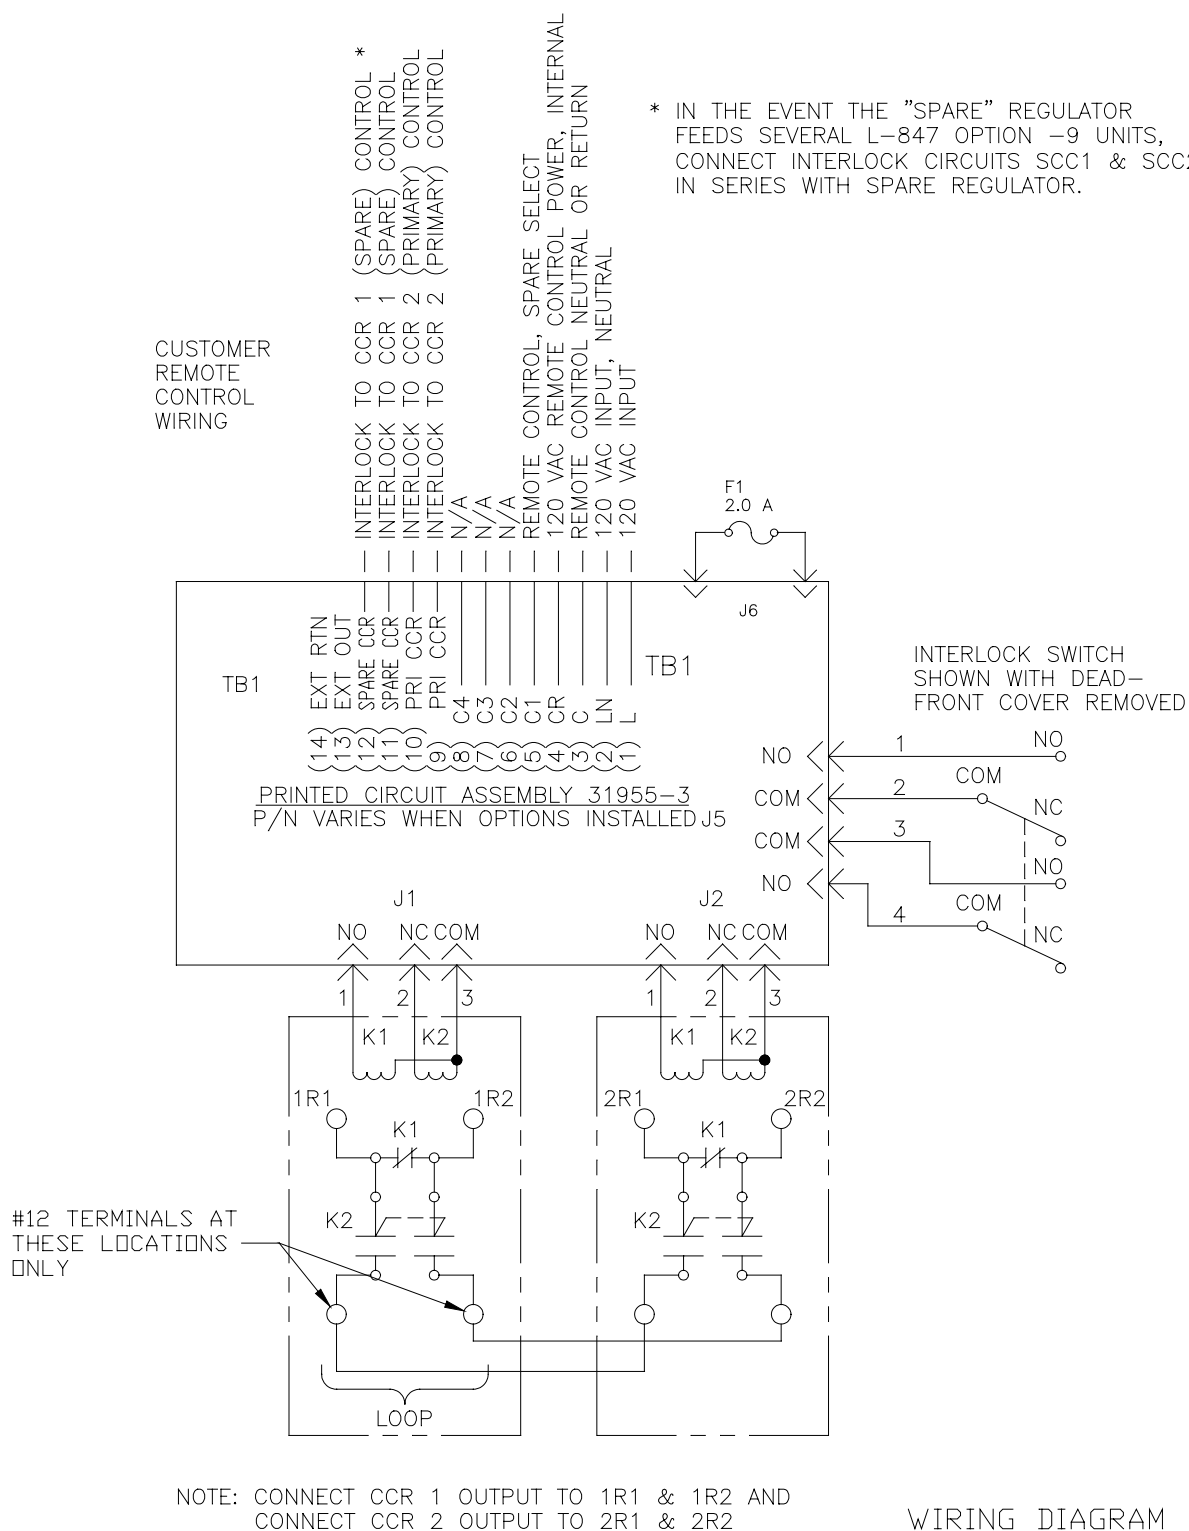 * IN THE EVENT THE "SPARE" REGULATOR
FEEDS SEVERAL L-847 OPTION -9 UNITS,
CONNECT INTERLOCK CIRCUITS SCC1 & SCC2
IN SERIES WITH SPARE REGULATOR.
CUSTOMER
REMOTE
CONTROL
WIRING
INTERLOCK TO CCR 1 (SPARE) CONTROL *
INTERLOCK TO CCR 1 (SPARE) CONTROL
INTERLOCK TO CCR 2 (PRIMARY) CONTROL
INTERLOCK TO CCR 2 (PRIMARY) CONTROL
N/A
N/A
N/A
REMOTE CONTROL, SPARE SELECT
120 VAC REMOTE CONTROL POWER, INTERNAL
REMOTE CONTROL NEUTRAL OR RETURN
120 VAC INPUT, NEUTRAL
120 VAC INPUT
F1
2.0 A
J6
TB1
(14) EXT RTN
(13) EXT OUT
(12) SPARE CCR
(11) SPARE CCR
(10) PRI CCR
(9) PRI CCR
(8) C4
(7) C3
(6) C2
(5) C1
(4) CR
(3) C
(2) LN
(1) L
TB1
INTERLOCK SWITCH
SHOWN WITH DEAD-
FRONT COVER REMOVED
PRINTED CIRCUIT ASSEMBLY 31955-3
P/N VARIES WHEN OPTIONS INSTALLED
J5
NO 1 NO
COM 2 COM NC
COM 3 NO
NO 4 COM NC
J1
NO NC COM
1 2 3
K1 K2
1R1 1R2
K1
K2
J2
NO NC COM
1 2 3
K1 K2
2R1 2R2
K1
K2
#12 TERMINALS AT
THESE LOCATIONS
ONLY
LOOP
NOTE: CONNECT CCR 1 OUTPUT TO 1R1 & 1R2 AND
CONNECT CCR 2 OUTPUT TO 2R1 & 2R2
WIRING DIAGRAM